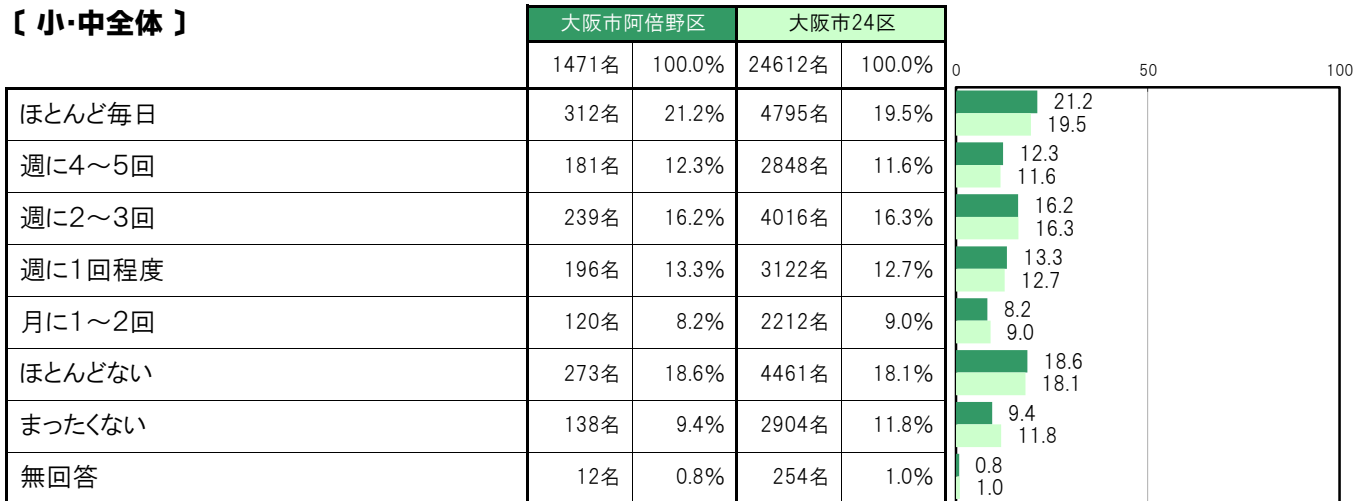 〔 小・中全体 〕
大阪市阿倍野区 大阪市24区
1471名 100.0% 24612名 100.0%
0 50 100
ほとんど毎日 312名 21.2% 4795名 19.5% 21.2
19.5
週に4～5回 181名 12.3% 2848名 11.6% 12.3
11.6
週に2～3回 239名 16.2% 4016名 16.3% 16.2
16.3
週に1回程度 196名 13.3% 3122名 12.7% 13.3
12.7
月に1～2回 120名 8.2% 2212名 9.0% 8.2
9.0
ほとんどない 273名 18.6% 4461名 18.1% 18.6
18.1
まったくない 138名 9.4% 2904名 11.8% 9.4
11.8
無回答 12名 0.8% 254名 1.0% 0.8
1.0